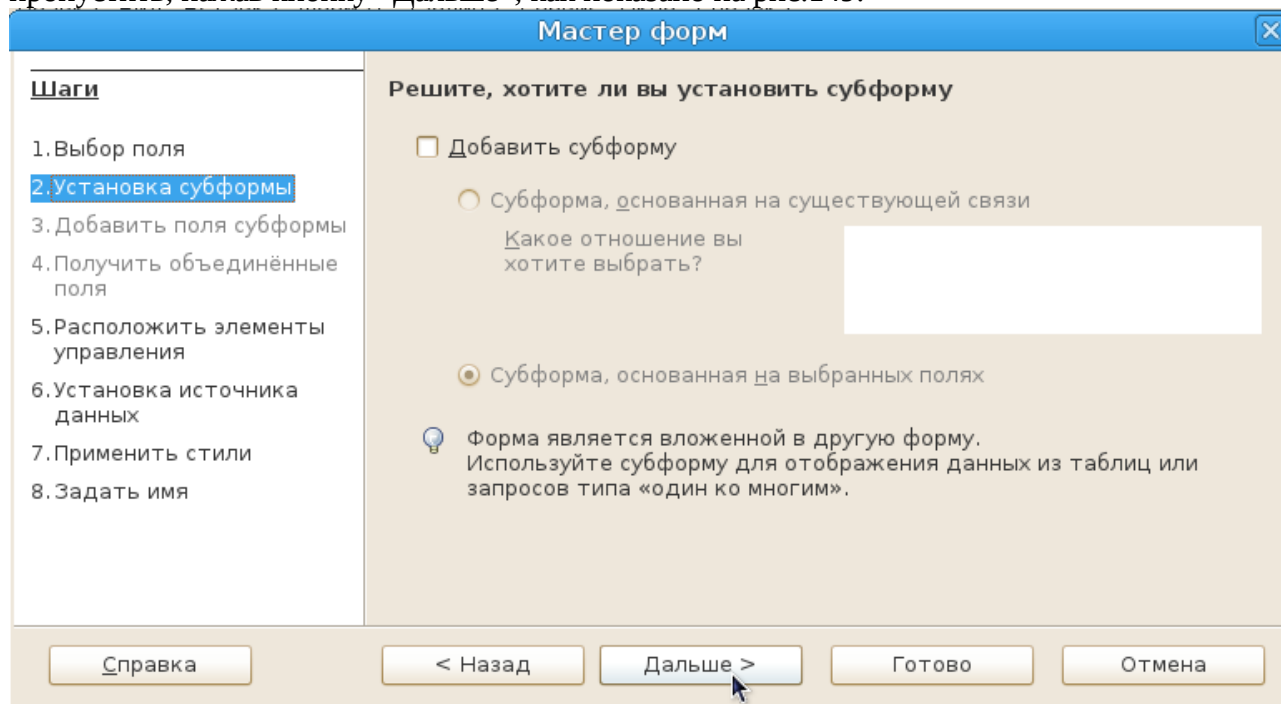 Мастер форм
Шаги
1.Выбор поля
2.Установка субформы
3.Добавить поля субформы
4.Получить объединённые
поля
5.Расположить элементы
управления
6.Установка источника
данных
7.Применить стили
8.Задать имя
Решите, хотите ли вы установить субформу
Добавить субформу
Субформа, основанная на существующей связи
Какое отношение вы
хотите выбрать?
Субформа, основанная на выбранных полях
Форма является вложенной в другую форму.
Используйте субформу для отображения данных из таблиц или
запросов типа «один ко многим».
Справка
< Назад
Дальше >
Готово
Отмена